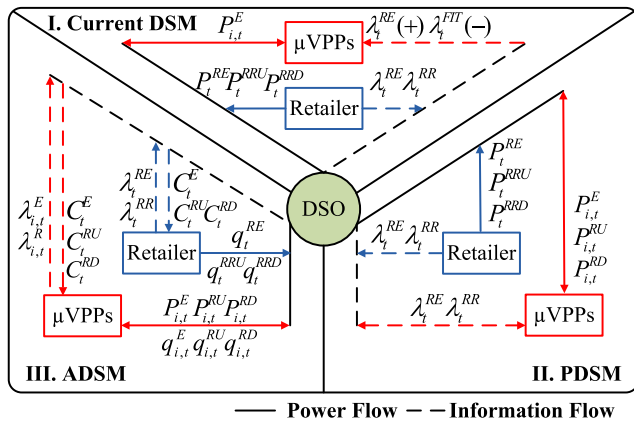 I. Current DSM
P_{i,t}^{E}
μVPPs
λ_t^{RE}(+) λ_t^{FIT}(−)
P_t^{RE} P_t^{RRU} P_t^{RRD}
Retailer
λ_t^{RE} λ_t^{RR}
DSO
λ_{i,t}^{E}
λ_{i,t}^{R}
C_t^{E}
C_t^{RU}
C_t^{RD}
λ_t^{RE}
λ_t^{RR}
C_t^{E}
C_t^{RU} C_t^{RD}
Retailer
q_t^{RE}
q_t^{RRU} q_t^{RRD}
μVPPs
P_{i,t}^{E} P_{i,t}^{RU} P_{i,t}^{RD}
q_{i,t}^{E} q_{i,t}^{RU} q_{i,t}^{RD}
III. ADSM
P_t^{RE}
P_t^{RRU}
P_t^{RRD}
λ_t^{RE} λ_t^{RR}
Retailer
P_{i,t}^{E}
P_{i,t}^{RU}
P_{i,t}^{RD}
λ_t^{RE} λ_t^{RR}
μVPPs
II. PDSM
Power Flow
Information Flow